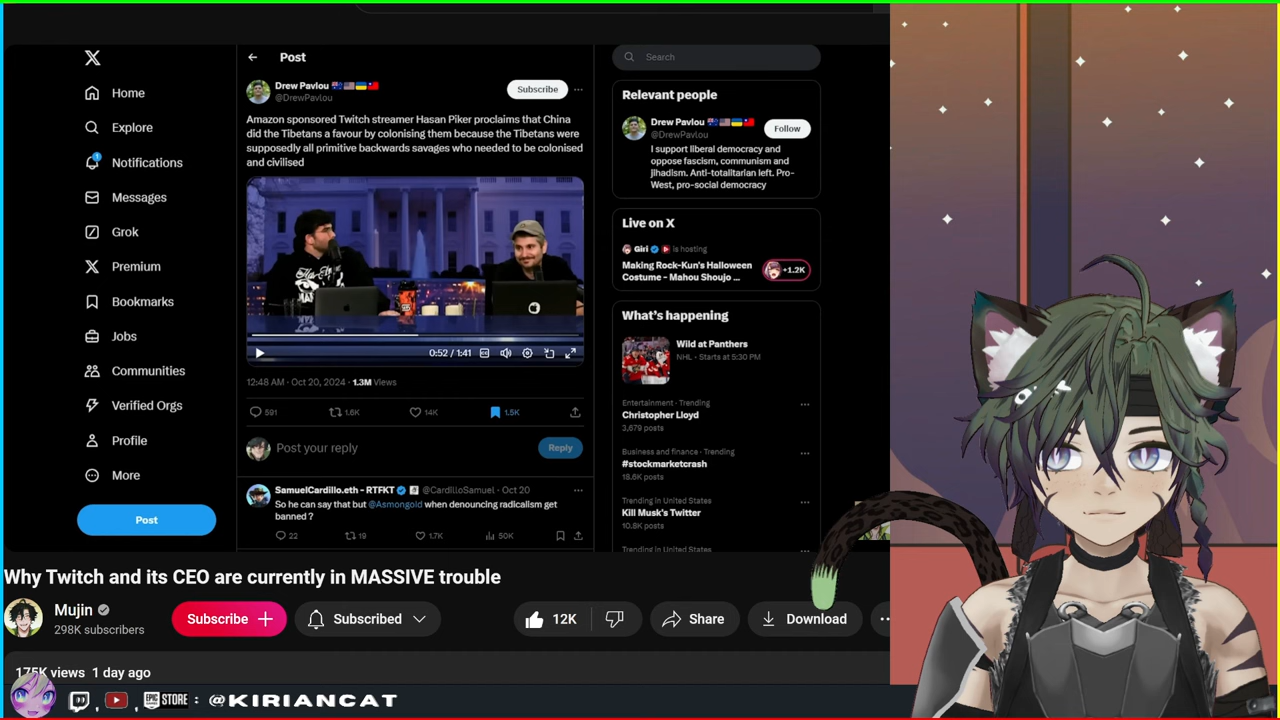 Home
Explore
1
Notifications
Messages
Grok
Premium
Bookmarks
Jobs
Communities
Verified Orgs
Profile
More
Post
Post
Drew Pavlou
@DrewPavlou
Subscribe
Amazon sponsored Twitch streamer Hasan Piker proclaims that China
did the Tibetans a favour by colonising them because the Tibetans were
supposedly all primitive backwards savages who needed to be colonised
and civilised
0:52 / 1:41
12:48 AM · Oct 20, 2024 · 1.3M Views
591
1.6K
14K
1.5K
Post your reply
Reply
SamuelCardillo.eth - RTFKT
@CardilloSamuel · Oct 20
So he can say that but @Asmongold when denouncing radicalism get
banned ?
22
19
1.7K
50K
Search
Relevant people
Drew Pavlou
@DrewPavlou
Follow
I support liberal democracy and
oppose fascism, communism and
jihadism. Anti-totalitarian left. Pro-
West, pro-social democracy
Live on X
Giri is hosting
Making Rock-Kun's Halloween
Costume - Mahou Shoujo ...
+1.2K
What's happening
Wild at Panthers
NHL · Starts at 5:30 PM
Entertainment · Trending
Christopher Lloyd
3,679 posts
Business and finance · Trending
#stockmarketcrash
18.6K posts
Trending in United States
Kill Musk's Twitter
10.8K posts
Trending in United States
Why Twitch and its CEO are currently in MASSIVE trouble
Mujin
298K subscribers
Subscribe
Subscribed
12K
Share
Download
175K views 1 day ago
, , EPIC GAMES STORE : @KIRIANCAT